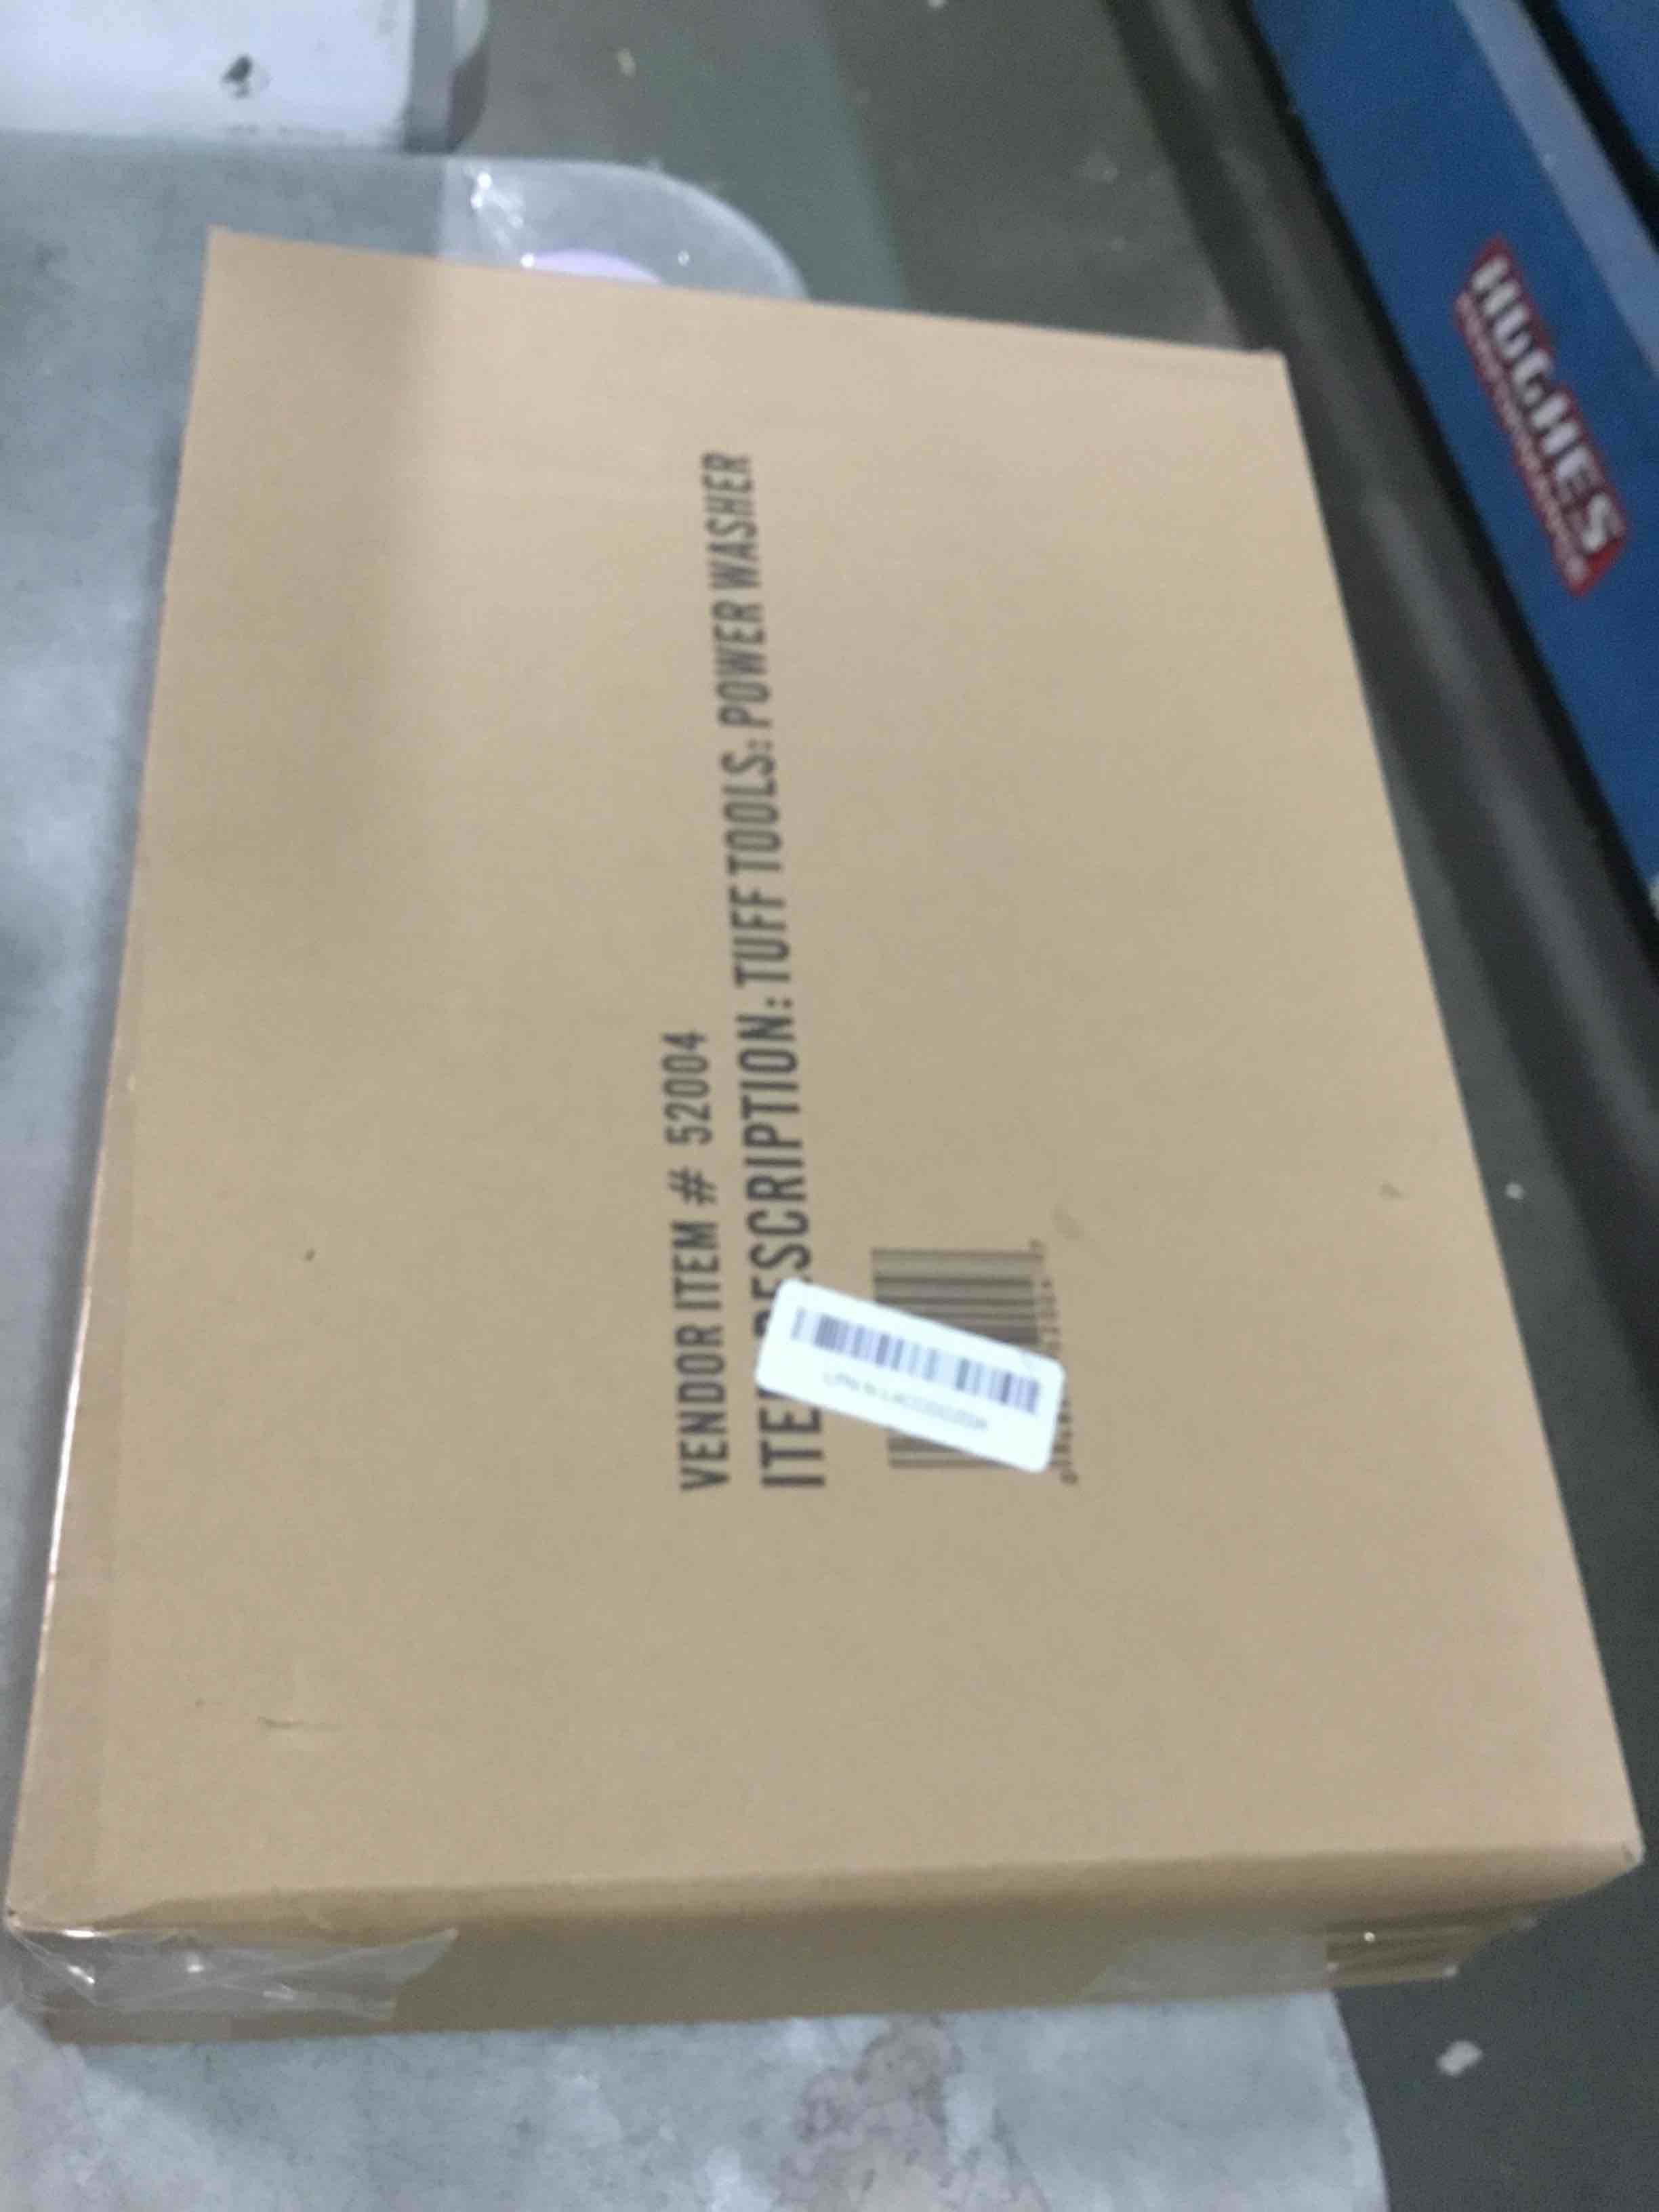 VENDOR ITEM # 52004
ITE DESCRIPTION: TUFF TOOLS: POWER WASHER
HUGHES